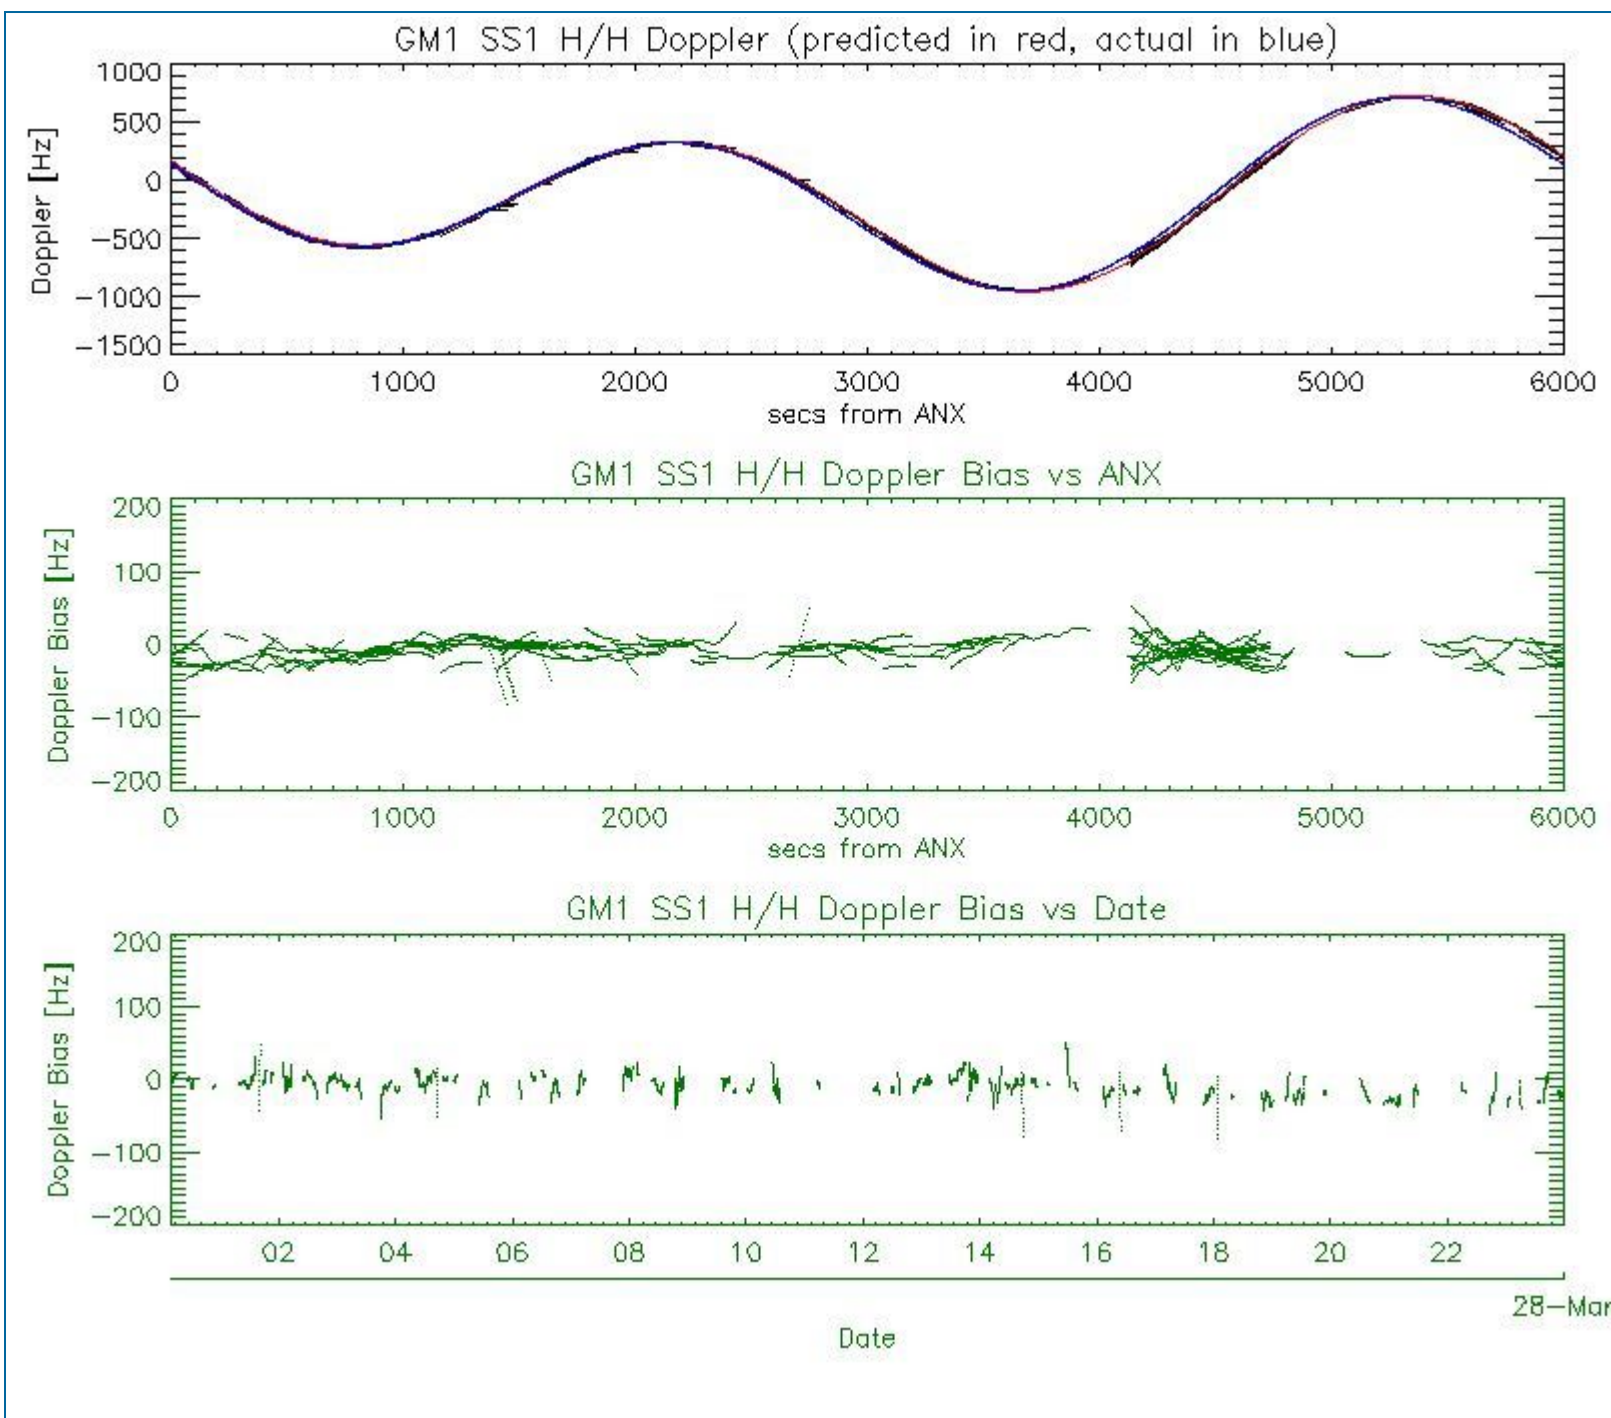 GM1 SS1 H/H Doppler (predicted in red, actual in blue)
Doppler [Hz]
1000
500
0
−500
−1000
−1500
0 1000 2000 3000 4000 5000 6000
secs from ANX
GM1 SS1 H/H Doppler Bias vs ANX
Doppler Bias [Hz]
200
100
0
−100
−200
0 1000 2000 3000 4000 5000 6000
secs from ANX
GM1 SS1 H/H Doppler Bias vs Date
Doppler Bias [Hz]
200
100
0
−100
−200
02 04 06 08 10 12 14 16 18 20 22
28−Mar
Date